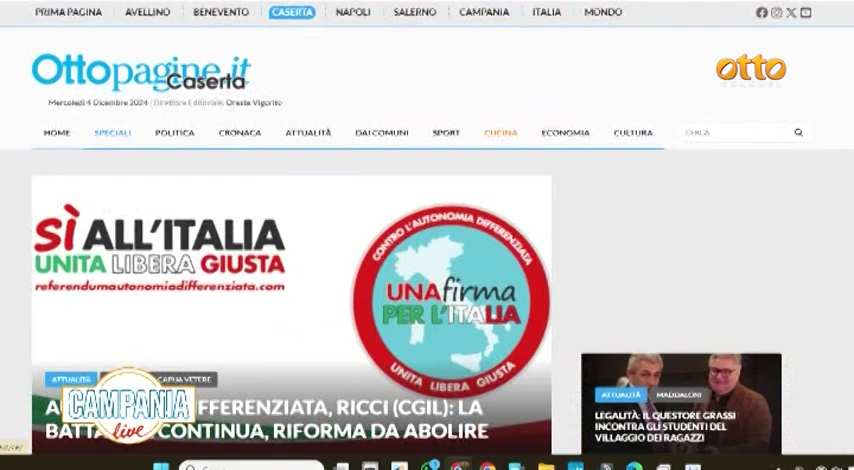 PRIMA PAGINA AVELLINO BENEVENTO CASERTA NAPOLI SALERNO CAMPANIA ITALIA MONDO
Ottopagine.it
Caserta
otto
CHANNEL
Mercoledì 4 Dicembre 2024 | Direttore Editoriale: Oreste Vigorito
HOME SPECIALI POLITICA CRONACA ATTUALITÀ DAI COMUNI SPORT CUCINA ECONOMIA CULTURA CERCA
SÌ ALL'ITALIA
UNITA LIBERA GIUSTA
referendumautonomiadifferenziata.com
CONTRO L'AUTONOMIA DIFFERENZIATA
UNA firma
PER L'ITALIA
UNITA LIBERA GIUSTA
ATTUALITÀ CAPUA VETERE
FFERENZIATA, RICCI (CGIL): LA
BATTA CONTINUA, RIFORMA DA ABOLIRE
CAMPANIA
live
ATTUALITÀ MADDALONI
LEGALITÀ: IL QUESTORE GRASSI
INCONTRA GLI STUDENTI DEL
VILLAGGIO DEI RAGAZZI